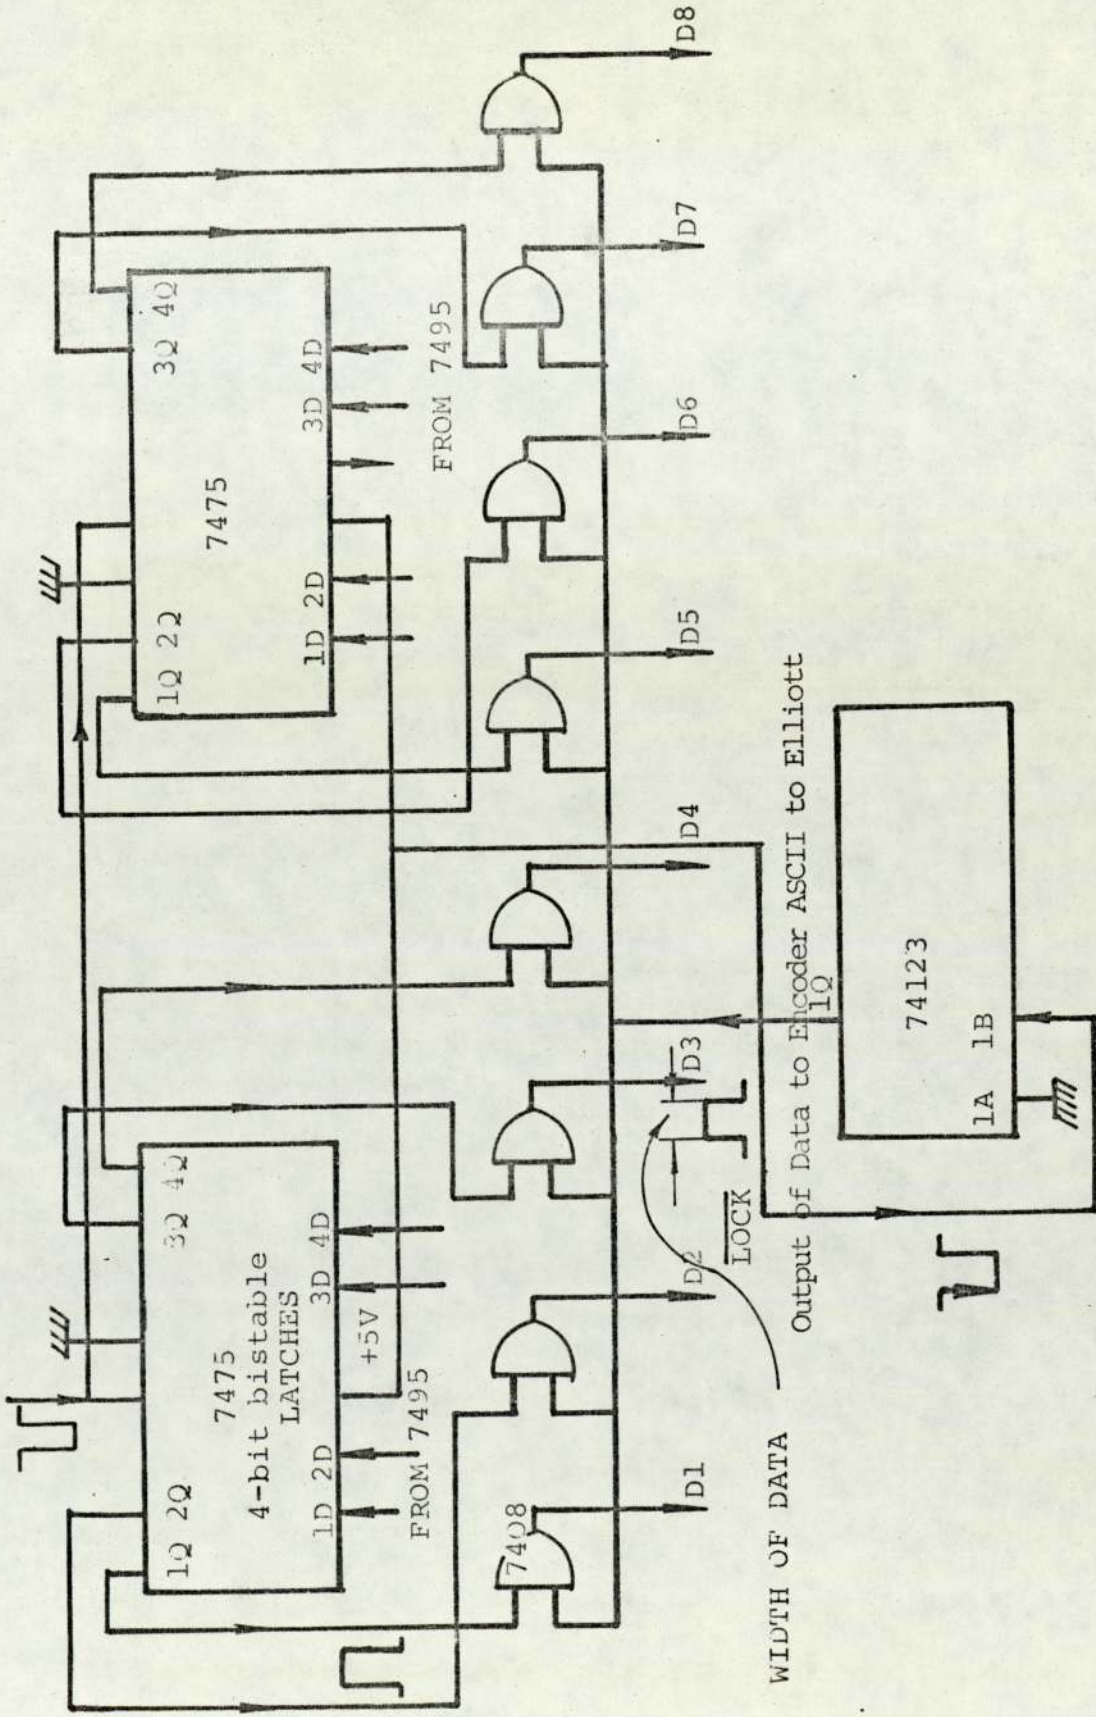 1Q 2Q
3Q 4Q
7475
4-bit bistable
LATCHES
1D 2D
3D 4D
+5V
FROM 7495
1Q 2Q
3Q 4Q
7475
1D 2D
3D 4D
FROM 7495
7408
D1
D2
D3
D4
D5
D6
D7
D8
WIDTH OF DATA
LOCK
Output of Data to Encoder ASCII to Elliott
1Q
74123
1A 1B